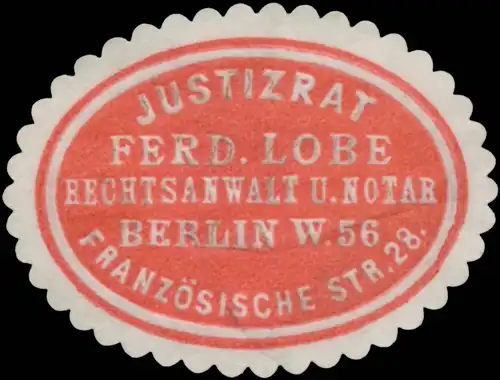 JUSTIZRAT
FERD. LOBE
RECHTSANWALT U. NOTAR
BERLIN W. 56
FRANZÖSISCHE STR. 28.